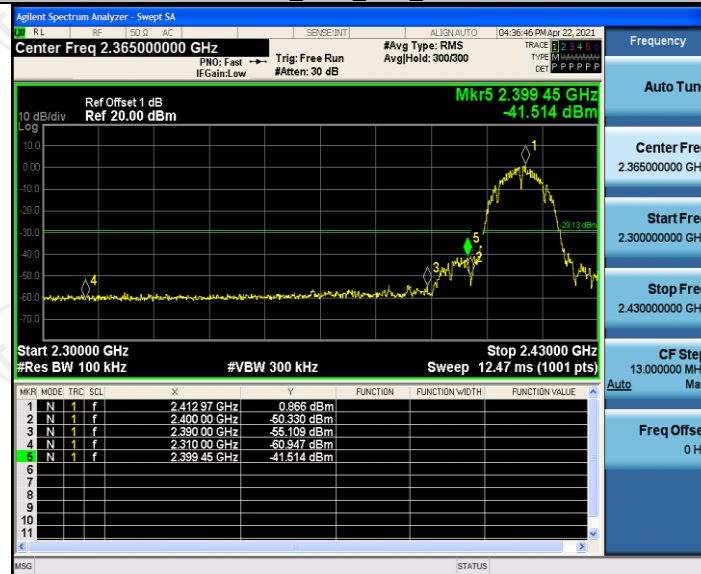 Agilent Spectrum Analyzer - Swept SA
RL RF 50 Ω AC SENSE:INT ALIGN AUTO 04:36:46 PM Apr 22, 2021
Center Freq 2.365000000 GHz
PNO: Fast
IFGain:Low
Trig: Free Run
#Atten: 30 dB
#Avg Type: RMS
Avg|Hold: 300/300
TRACE 1 2 3 4 5 6
TYPE M
DET P P P P P P
Mkr5 2.399 45 GHz
-41.514 dBm
Ref Offset 1 dB
10 dB/div Ref 20.00 dBm
Log
10.0
0.00
-10.0
-20.0
-30.0
-40.0
-50.0
-60.0
-70.0
-29.13 dBm
1
5
2
3
4
Start 2.30000 GHz Stop 2.43000 GHz
#Res BW 100 kHz #VBW 300 kHz Sweep 12.47 ms (1001 pts)
MKR MODE TRC SCL X Y FUNCTION FUNCTION WIDTH FUNCTION VALUE
1 N 1 f 2.412 97 GHz 0.866 dBm
2 N 1 f 2.400 00 GHz -50.330 dBm
3 N 1 f 2.390 00 GHz -55.109 dBm
4 N 1 f 2.310 00 GHz -60.947 dBm
5 N 1 f 2.399 45 GHz -41.514 dBm
6
7
8
9
10
11
MSG STATUS
Frequency
Auto Tun
Center Fre
2.365000000 GH
Start Fre
2.300000000 GH
Stop Fre
2.430000000 GH
CF Step
13.000000 MH
Auto Ma
Freq Offse
0 H